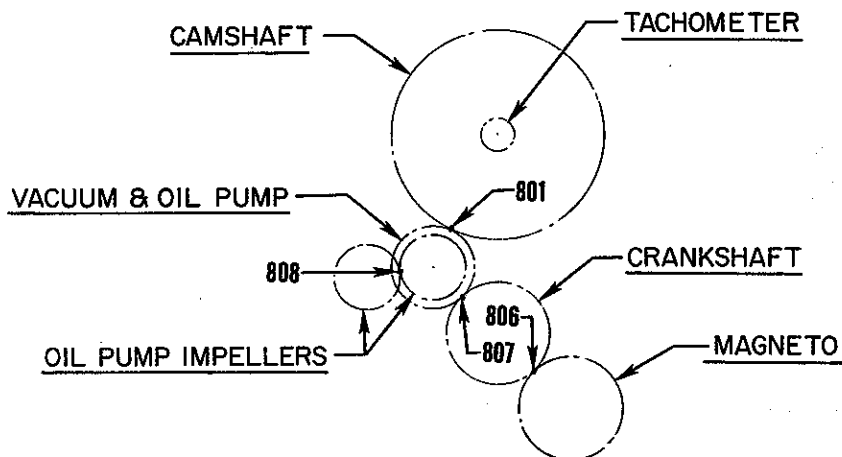 TACHOMETER
CAMSHAFT
801
VACUUM & OIL PUMP
CRANKSHAFT
808
806
807
MAGNETO
OIL PUMP IMPELLERS